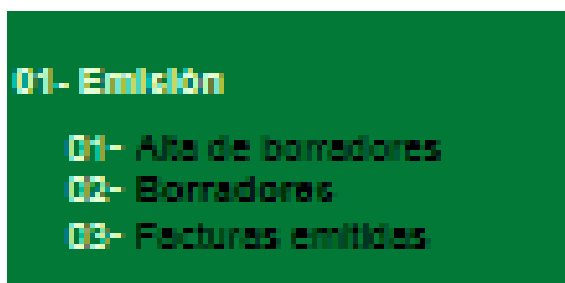 01- Emisión
01- Alta de borradores
02- Borradores
03- Facturas emitidas